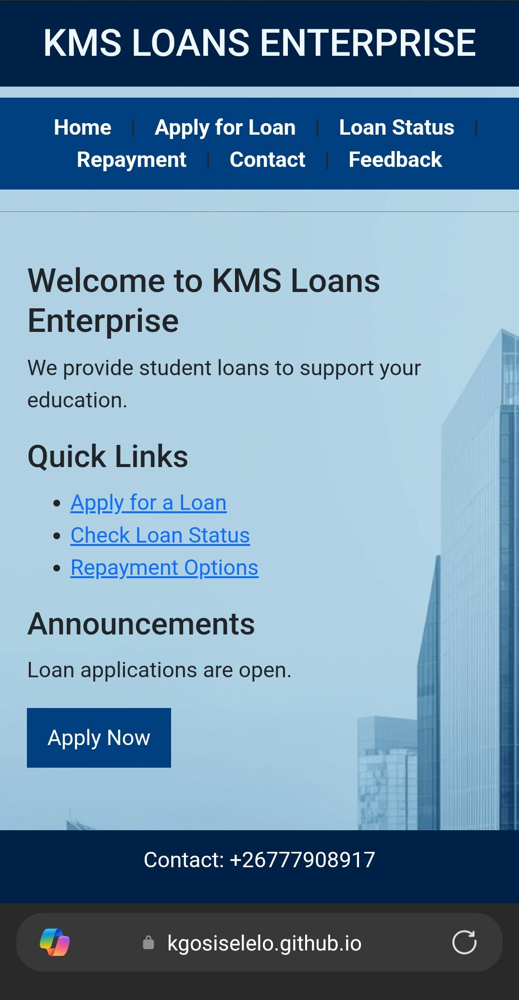 KMS LOANS ENTERPRISE
Home | Apply for Loan | Loan Status |
Repayment | Contact | Feedback
Welcome to KMS Loans
Enterprise
We provide student loans to support your
education.
Quick Links
• Apply for a Loan
• Check Loan Status
• Repayment Options
Announcements
Loan applications are open.
Apply Now
Contact: +26777908917
kgosiselelo.github.io